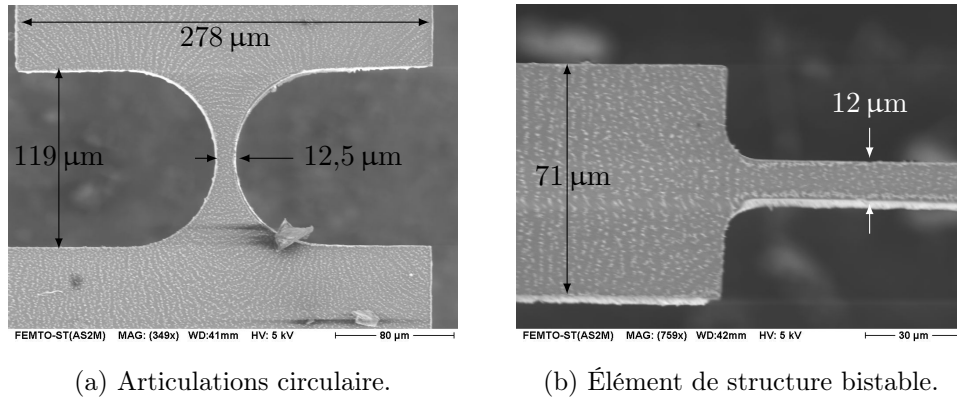 278 µm
119 µm
12,5 µm
FEMTO-ST(AS2M) MAG: (349x) WD:41mm HV: 5 kV 80 µm
(a) Articulations circulaire.
12 µm
71 µm
FEMTO-ST(AS2M) MAG: (759x) WD:42mm HV: 5 kV 30 µm
(b) Élément de structure bistable.